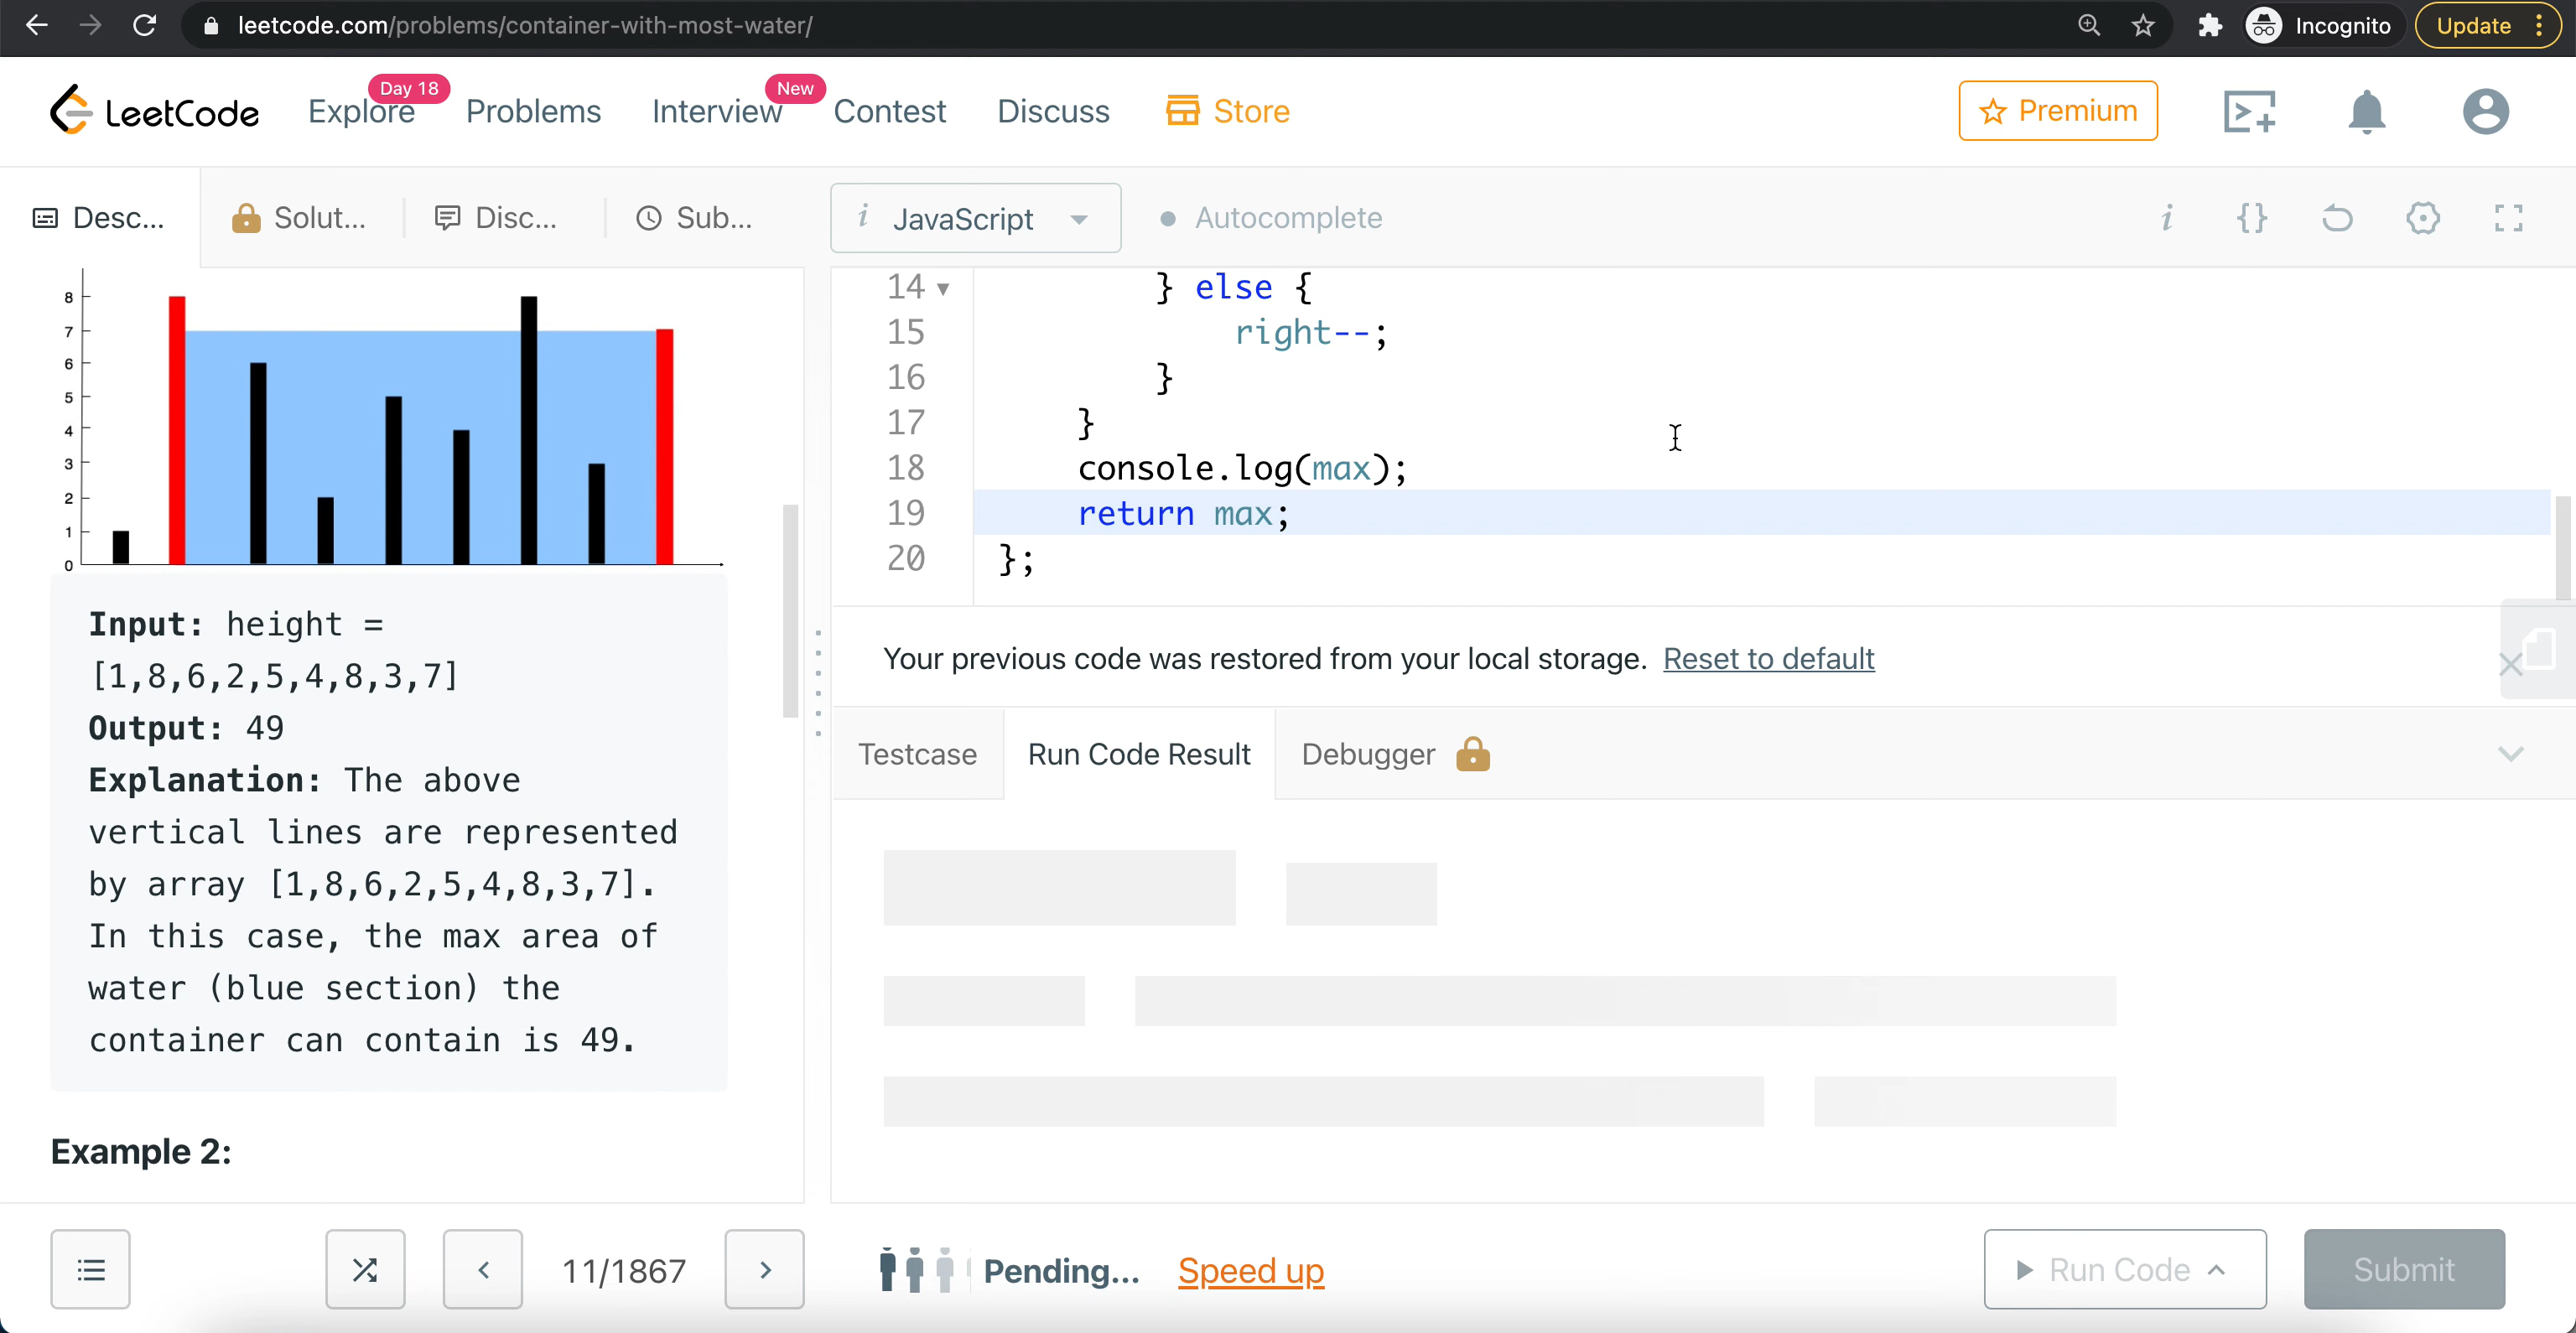 leetcode.com/problems/container-with-most-water/
Incognito
Update
LeetCode
Explore
Day 18
Problems
Interview
New
Contest
Discuss
Store
Premium
Desc...
Solut...
Disc...
Sub...
i JavaScript
Autocomplete
i
{}
8
7
6
5
4
3
2
1
0
Input: height =
[1,8,6,2,5,4,8,3,7]
Output: 49
Explanation: The above
vertical lines are represented
by array [1,8,6,2,5,4,8,3,7].
In this case, the max area of
water (blue section) the
container can contain is 49.
Example 2:
14 } else {
15 right--;
16 }
17 }
18 console.log(max);
19 return max;
20 };
Your previous code was restored from your local storage. Reset to default
Testcase
Run Code Result
Debugger
11/1867
Pending...
Speed up
Run Code
Submit